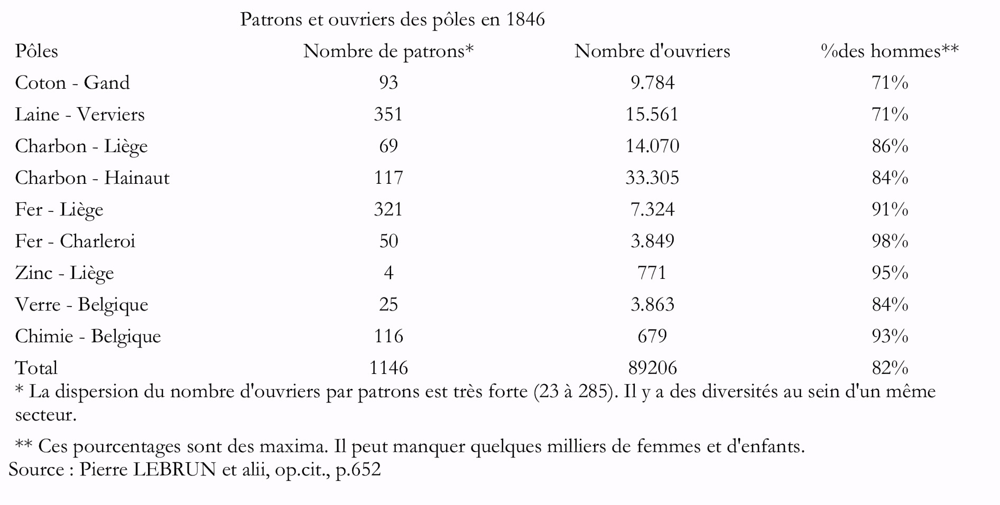 Patrons et ouvriers des pôles en 1846
Pôles Nombre de patrons* Nombre d'ouvriers %des hommes**
Coton - Gand 93 9.784 71%
Laine - Verviers 351 15.561 71%
Charbon - Liège 69 14.070 86%
Charbon - Hainaut 117 33.305 84%
Fer - Liège 321 7.324 91%
Fer - Charleroi 50 3.849 98%
Zinc - Liège 4 771 95%
Verre - Belgique 25 3.863 84%
Chimie - Belgique 116 679 93%
Total 1146 89206 82%
* La dispersion du nombre d'ouvriers par patrons est très forte (23 à 285). Il y a des diversités au sein d'un même
secteur.
** Ces pourcentages sont des maxima. Il peut manquer quelques milliers de femmes et d'enfants.
Source : Pierre LEBRUN et alii, op.cit., p.652